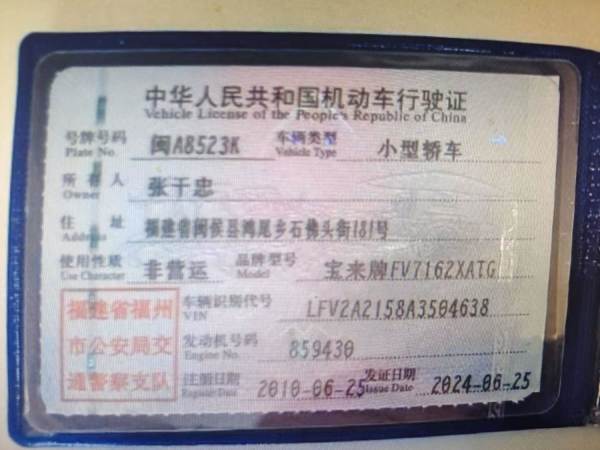 中华人民共和国机动车行驶证
Vehicle License of the People's Republic of China
号牌号码 闽A8523K 车辆类型 小型轿车
Plate No. Vehicle Type
所有人 张干忠
Owner
住址 福建省闽侯县鸿尾乡石佛头街181号
Address
使用性质 非营运 品牌型号 宝来牌FV7162XATG
Use Character Model
福建省福州 车辆识别代号 LFV2A2158A3504638
VIN
市公安局交 发动机号码 859430
Engine No.
通警察支队 注册日期 2010-06-25 发证日期 2024-06-25
Register Date Issue Date